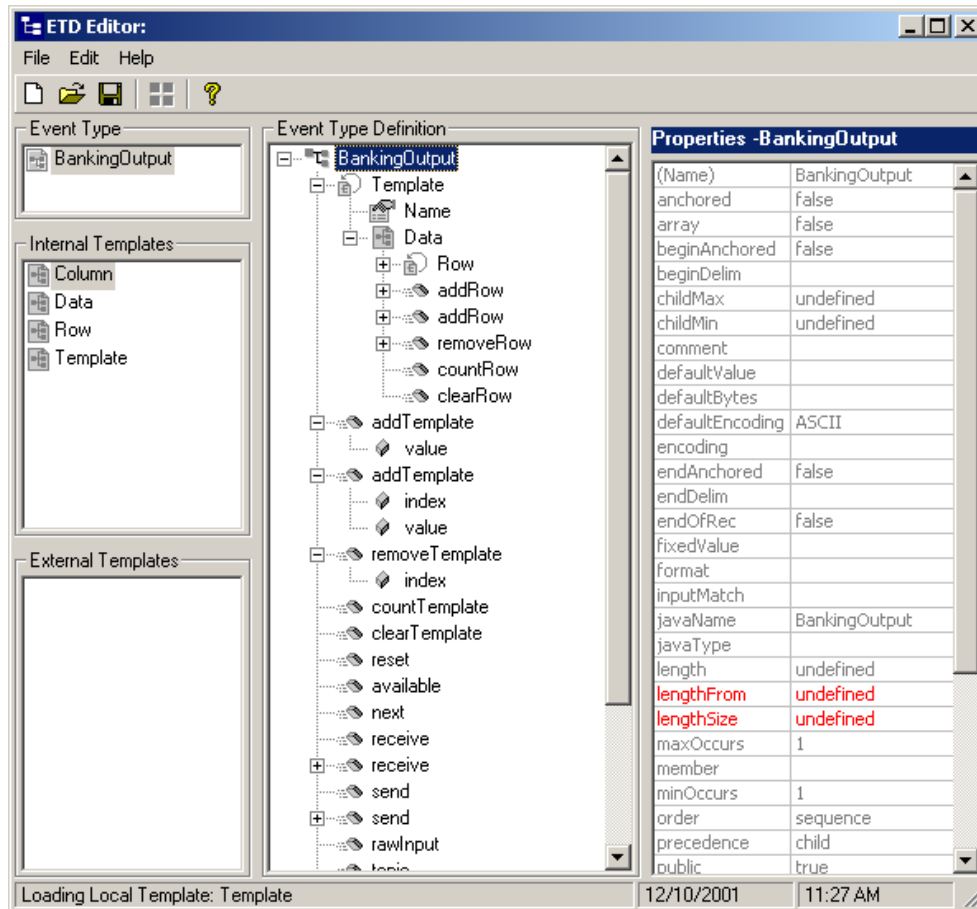 ETD Editor:
File Edit Help
Event Type
BankingOutput
Internal Templates
Column
Data
Row
Template
External Templates
Event Type Definition
BankingOutput
Template
Name
Data
Row
addRow
addRow
removeRow
countRow
clearRow
addTemplate
value
addTemplate
index
value
removeTemplate
index
countTemplate
clearTemplate
reset
available
next
receive
receive
send
send
rawInput
topic
Properties -BankingOutput
(Name) BankingOutput
anchored false
array false
beginAnchored false
beginDelim
childMax undefined
childMin undefined
comment
defaultValue
defaultBytes
defaultEncoding ASCII
encoding
endAnchored false
endDelim
endOfRec false
fixedValue
format
inputMatch
javaName BankingOutput
javaType
length undefined
lengthFrom undefined
lengthSize undefined
maxOccurs 1
member
minOccurs 1
order sequence
precedence child
public true
Loading Local Template: Template 12/10/2001 11:27 AM